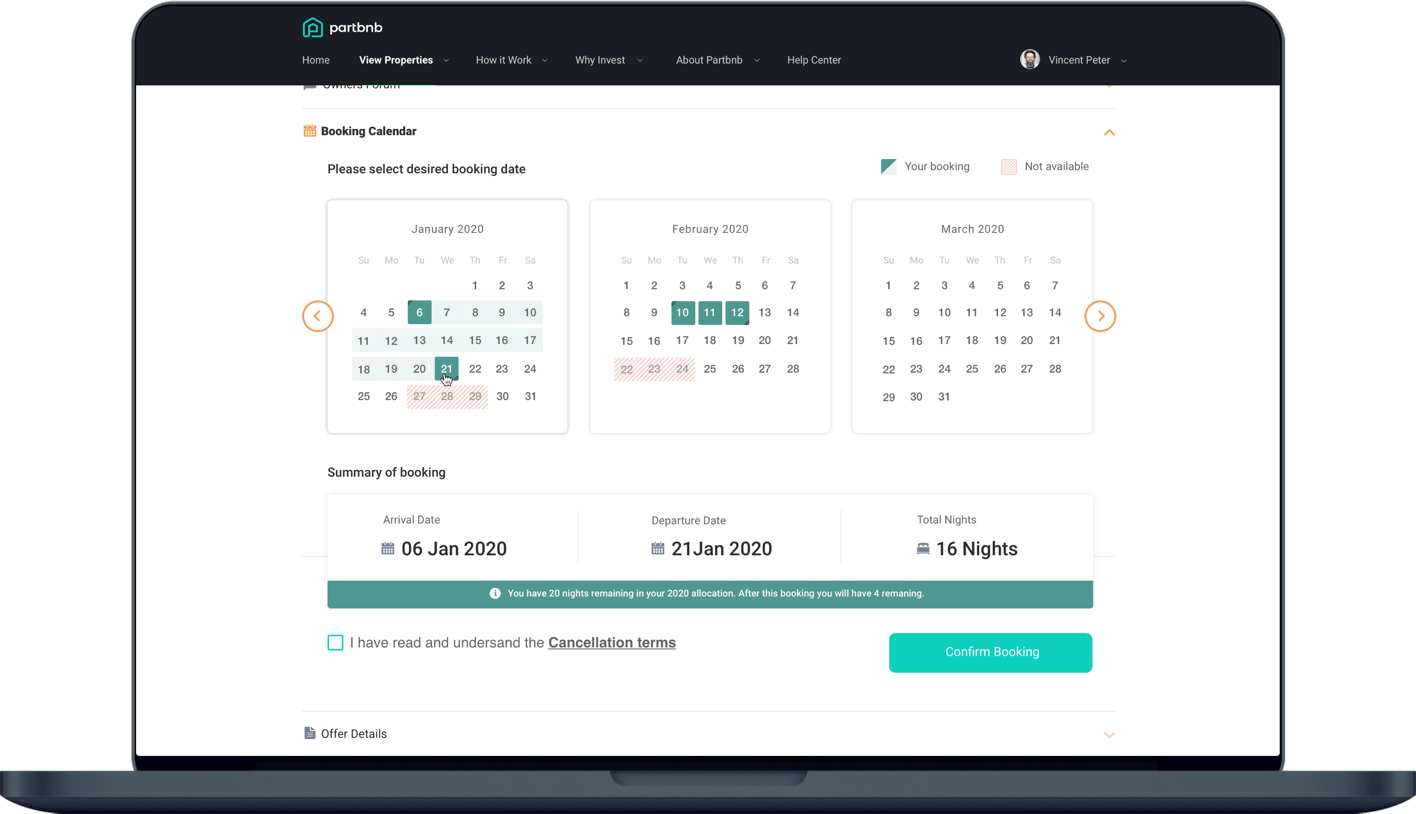 partbnb
Home View Properties How it Work Why Invest About Partbnb Help Center Vincent Peter
Owners Forum
Booking Calendar
Please select desired booking date
Your booking Not available
January 2020
Su Mo Tu We Th Fr Sa
1 2 3
4 5 6 7 8 9 10
11 12 13 14 15 16 17
18 19 20 21 22 23 24
25 26 27 28 29 30 31
February 2020
Su Mo Tu We Th Fr Sa
1 2 3 4 5 6 7
8 9 10 11 12 13 14
15 16 17 18 19 20 21
22 23 24 25 26 27 28
March 2020
Su Mo Tu We Th Fr Sa
1 2 3 4 5 6 7
8 9 10 11 12 13 14
15 16 17 18 19 20 21
22 23 24 25 26 27 28
29 30 31
Summary of booking
Arrival Date
06 Jan 2020
Departure Date
21Jan 2020
Total Nights
16 Nights
You have 20 nights remaining in your 2020 allocation. After this booking you will have 4 remaning.
I have read and undersand the Cancellation terms
Confirm Booking
Offer Details